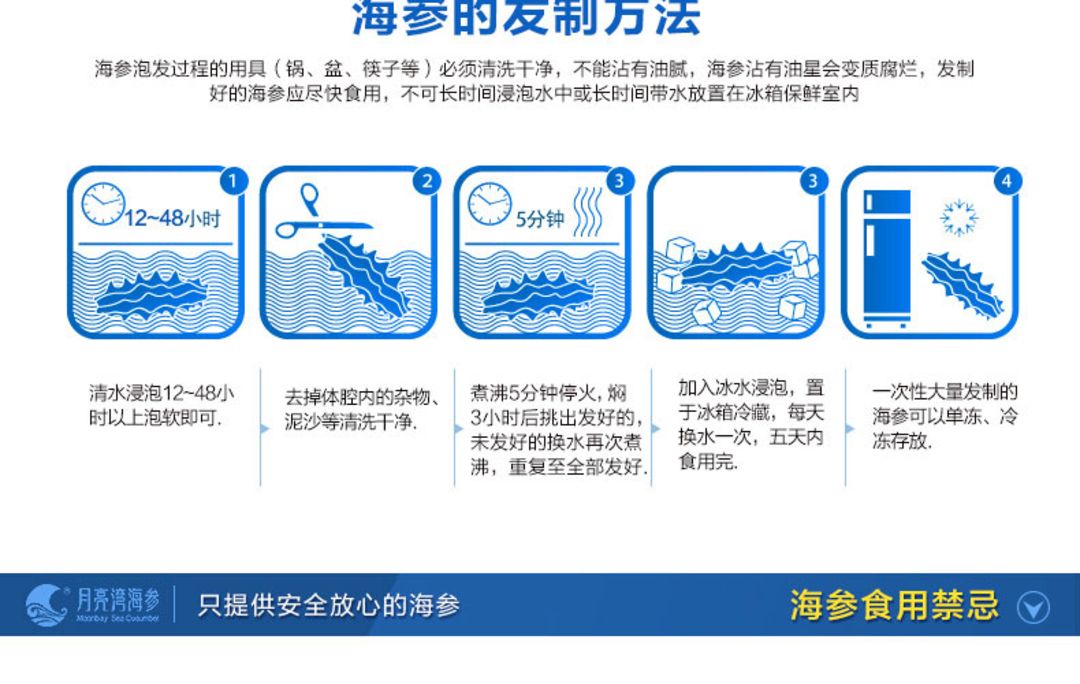 海参的发制方法
海参泡发过程的用具（锅、盆、筷子等）必须清洗干净，不能沾有油腻，海参沾有油星会变质腐烂，发制
好的海参应尽快食用，不可长时间浸泡水中或长时间带水放置在冰箱保鲜室内
1
12~48小时
2
3
5分钟
3
4
清水浸泡12~48小
时以上泡软即可.
去掉体腔内的杂物、
泥沙等清洗干净.
煮沸5分钟停火，焖
3小时后挑出发好的，
未发好的换水再次煮
沸，重复至全部发好.
加入冰水浸泡，置
于冰箱冷藏，每天
换水一次，五天内
食用完.
一次性大量发制的
海参可以单冻、冷
冻存放.
月亮湾海参
Moonbay Sea Cucumber
只提供安全放心的海参
海参食用禁忌